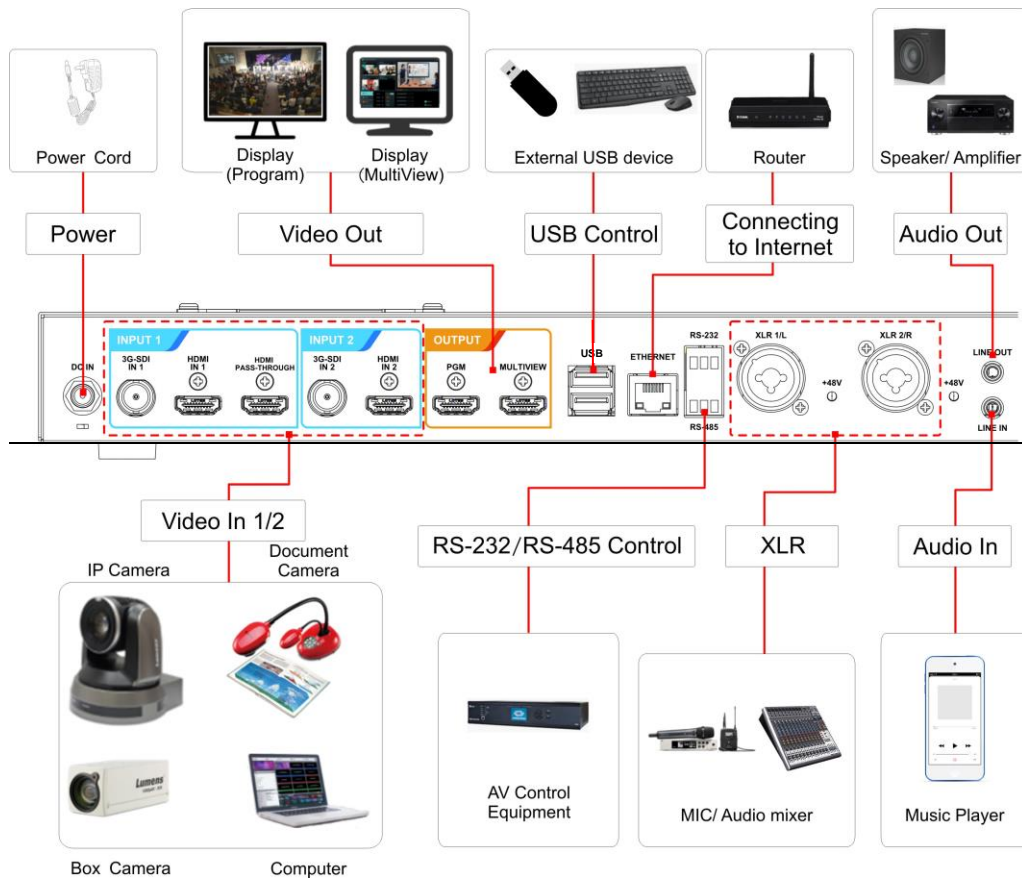 Power Cord
Display
(Program)
Display
(MultiView)
External USB device
Router
Speaker/ Amplifier
Power
Video Out
USB Control
Connecting
to Internet
Audio Out
INPUT 1
INPUT 2
OUTPUT
DC IN
3G-SDI
IN 1
HDMI
IN 1
HDMI
PASS-THROUGH
3G-SDI
IN 2
HDMI
IN 2
PGM
MULTIVIEW
USB
ETHERNET
RS-232
RS-485
XLR 1/L
+48V
XLR 2/R
+48V
LINE OUT
LINE IN
Video In 1/2
RS-232/RS-485 Control
XLR
Audio In
IP Camera
Document
Camera
Lumens
Box Camera
Computer
AV Control
Equipment
MIC/ Audio mixer
Music Player